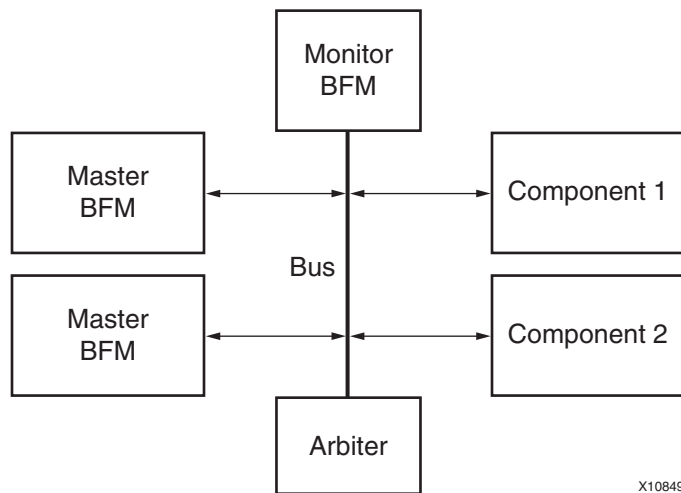 Monitor
BFM
Master
BFM
Component 1
Bus
Master
BFM
Component 2
Arbiter
X10849